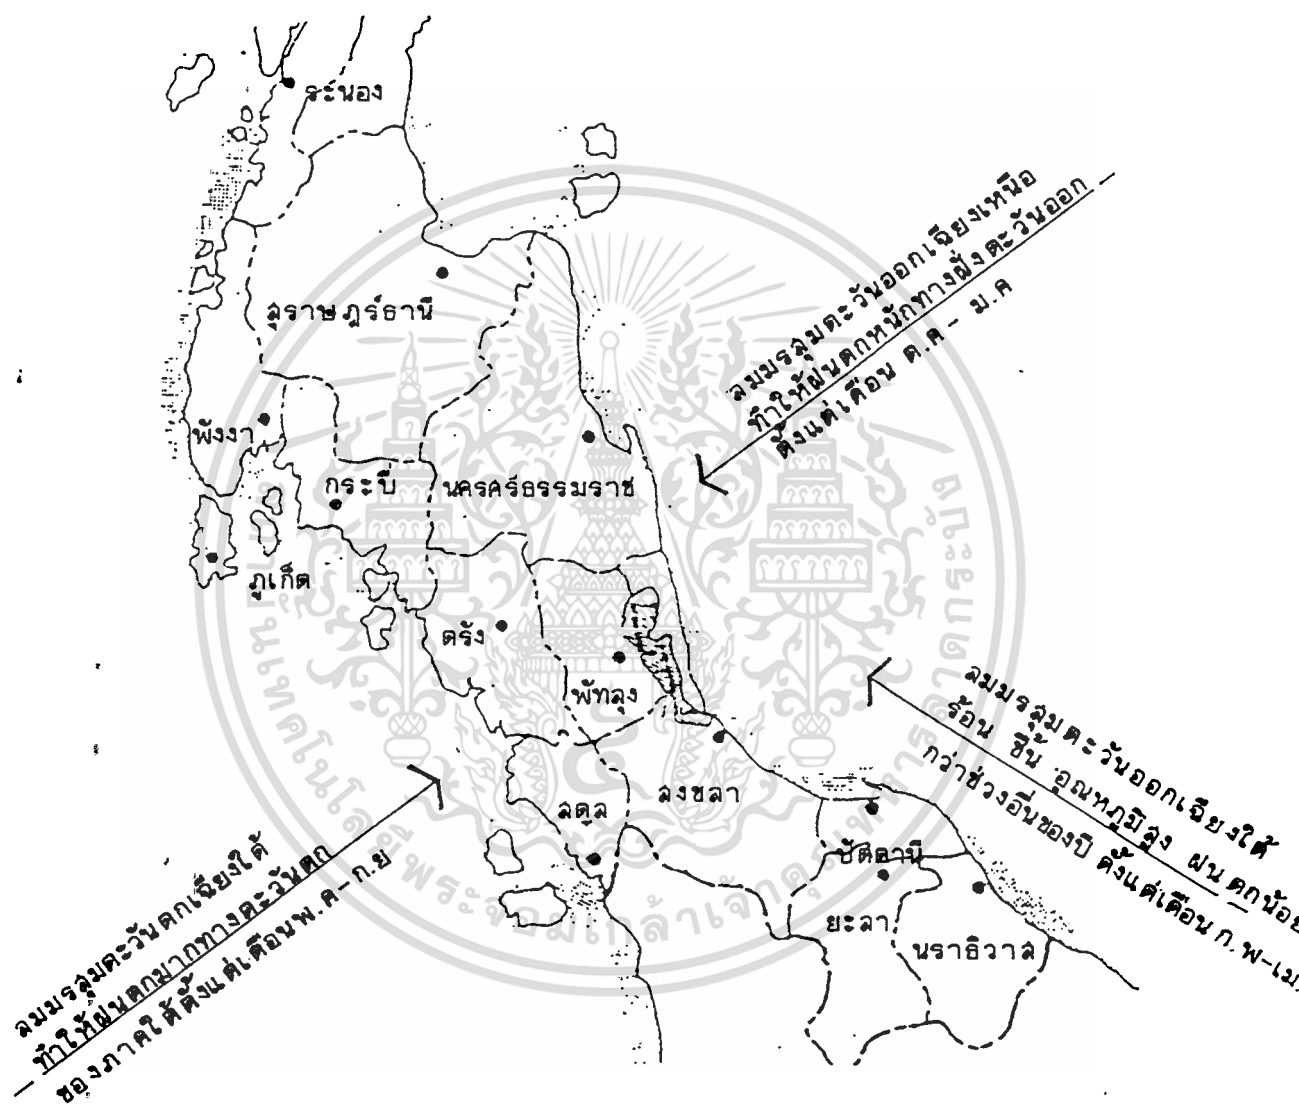 ระนอง
สุราษฎร์ธานี
พังงา
กระบี่
นครศรีธรรมราช
ภูเก็ต
ตรัง
พัทลุง
สงขลา
สตูล
ปัตตานี
ยะลา
นราธิวาส
ลมมรสุมตะวันออกเฉียงเหนือ
ทำให้ฝนตกหนักทางฝั่งตะวันออก
ตั้งแต่เดือน ต.ค - ม.ค
ลมมรสุมตะวันออกเฉียงใต้
ร้อน ชื้น อุณหภูมิสูง ฝนตกน้อย
กว่าช่วงอื่นของปี ตั้งแต่เดือน ก.พ-เม.
ลมมรสุมตะวันตกเฉียงใต้
ทำให้ฝนตกมากทางตะวันตก
ของภาคใต้ตั้งแต่เดือนพ.ค-ก.ย